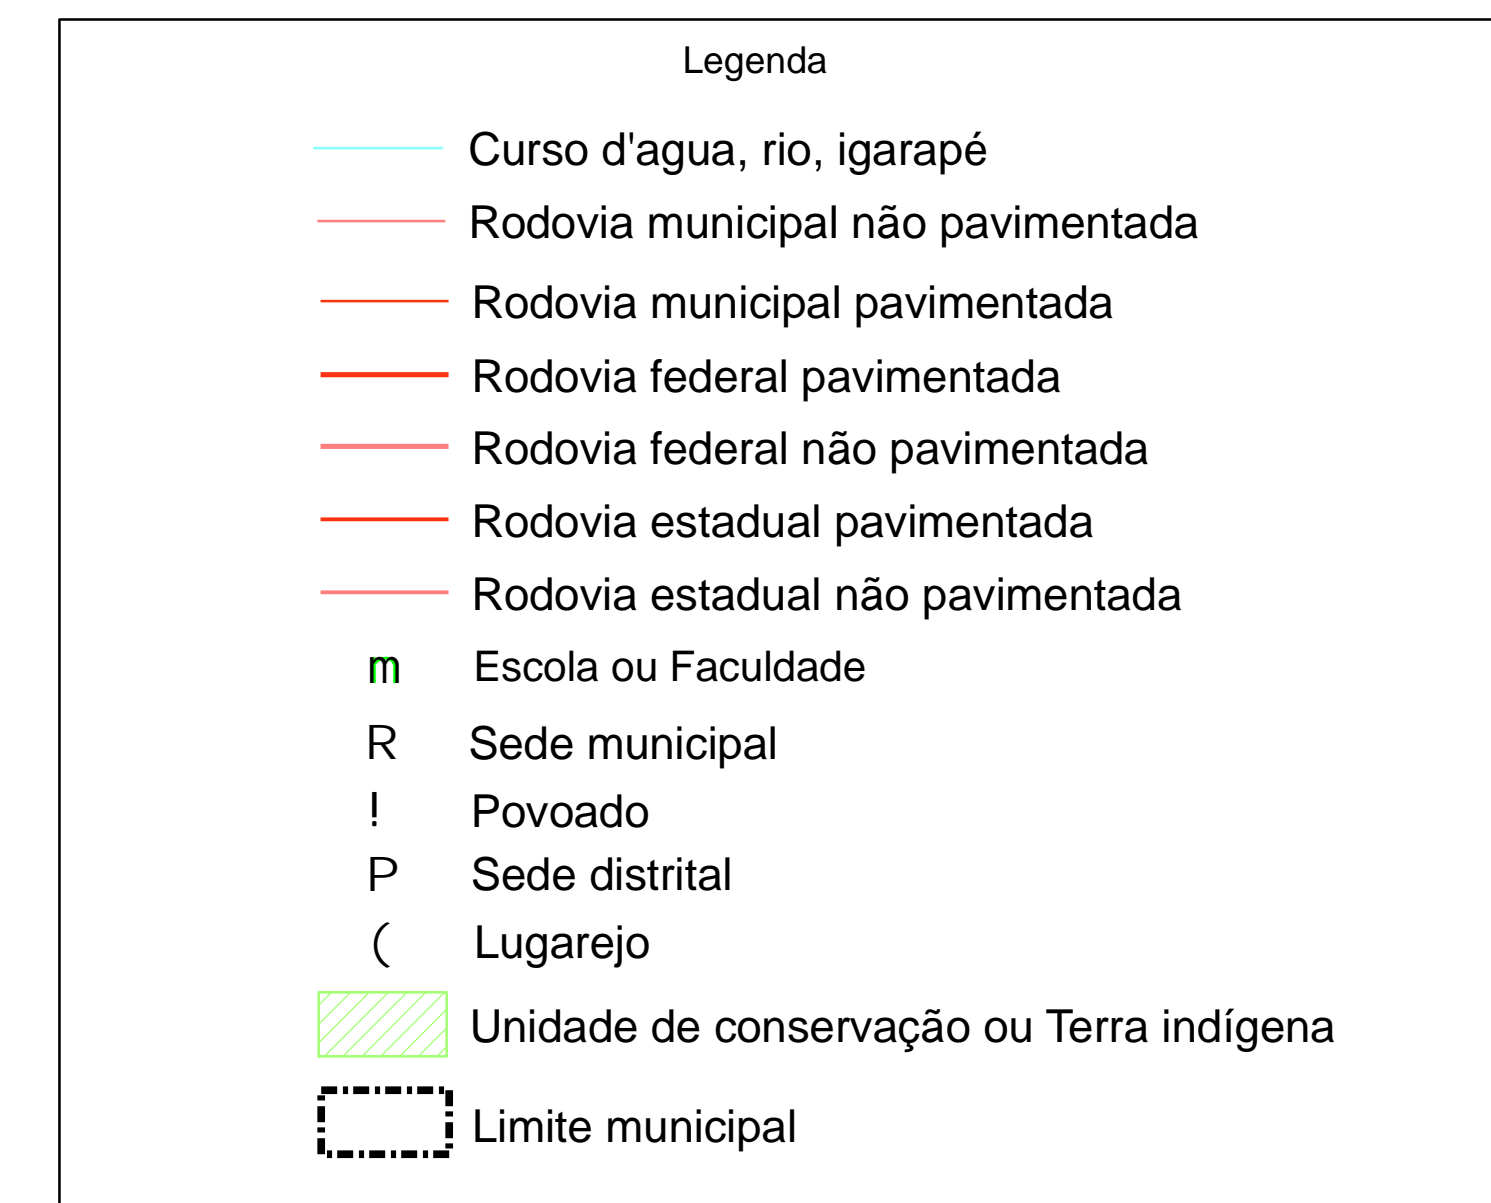 Legenda
Curso d'agua, rio, igarapé
Rodovia municipal não pavimentada
Rodovia municipal pavimentada
Rodovia federal pavimentada
Rodovia federal não pavimentada
Rodovia estadual pavimentada
Rodovia estadual não pavimentada
m Escola ou Faculdade
R Sede municipal
! Povoado
P Sede distrital
( Lugarejo
Unidade de conservação ou Terra indígena
Limite municipal